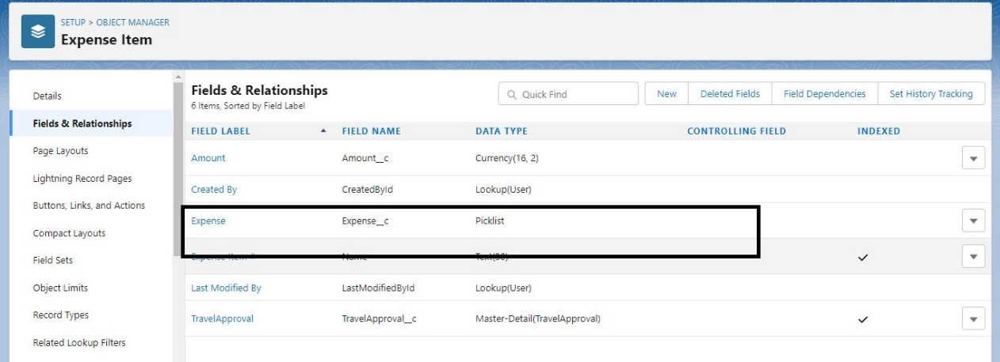 SETUP > OBJECT MANAGER
Expense Item
Details
Fields & Relationships
Page Layouts
Lightning Record Pages
Buttons, Links, and Actions
Compact Layouts
Field Sets
Object Limits
Record Types
Related Lookup Filters
Fields & Relationships
6 Items, Sorted by Field Label
Quick Find
New
Deleted Fields
Field Dependencies
Set History Tracking
FIELD LABEL FIELD NAME DATA TYPE CONTROLLING FIELD INDEXED
Amount Amount__c Currency(16, 2)
Created By CreatedById Lookup(User)
Expense Expense__c Picklist
Expense Item # Name Text(80)
Last Modified By LastModifiedById Lookup(User)
TravelApproval TravelApproval__c Master-Detail(TravelApproval)